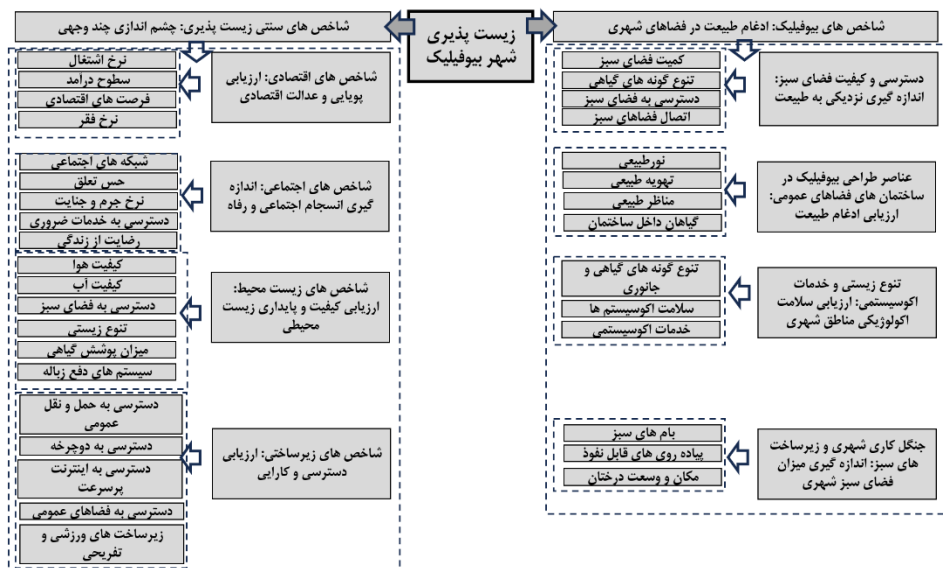 زیست پذیری
شهر بیوفیلیک
شاخص های بیوفیلیک: ادغام طبیعت در فضاهای شهری
دسترسی و کیفیت فضای سبز:
اندازه گیری نزدیکی به طبیعت
کمیت فضای سبز
تنوع گونه های گیاهی
دسترسی به فضای سبز
اتصال فضاهای سبز
عناصر طراحی بیوفیلیک در
ساختمان های فضاهای عمومی:
ارزیابی ادغام طبیعت
نورطبیعی
تهویه طبیعی
مناظر طبیعی
گیاهان داخل ساختمان
تنوع زیستی و خدمات
اکوسیستمی: ارزیابی سلامت
اکولوژیکی مناطق شهری
تنوع گونه های گیاهی و
جانوری
سلامت اکوسیستم ها
خدمات اکوسیستمی
جنگل کاری شهری و زیرساخت
های سبز: اندازه گیری میزان
فضای سبز شهری
بام های سبز
پیاده روی های قابل نفوذ
مکان و وسعت درختان
شاخص های سنتی زیست پذیری: چشم اندازی چند وجهی
شاخص های اقتصادی: ارزیابی
پویایی و عدالت اقتصادی
نرخ اشتغال
سطوح درآمد
فرصت های اقتصادی
نرخ فقر
شاخص های اجتماعی: اندازه
گیری انسجام اجتماعی و رفاه
شبکه های اجتماعی
حس تعلق
نرخ جرم و جنایت
دسترسی به خدمات ضروری
رضایت از زندگی
شاخص های زیست محیط:
ارزیابی کیفیت و پایداری زیست
محیطی
کیفیت هوا
کیفیت آب
دسترسی به فضای سبز
تنوع زیستی
میزان پوشش گیاهی
سیستم های دفع زباله
شاخص های زیرساختی: ارزیابی
دسترسی و کارایی
دسترسی به حمل و نقل
عمومی
دسترسی به دوچرخه
دسترسی به اینترنت
پرسرعت
دسترسی به فضاهای عمومی
زیرساخت های ورزشی و
تفریحی